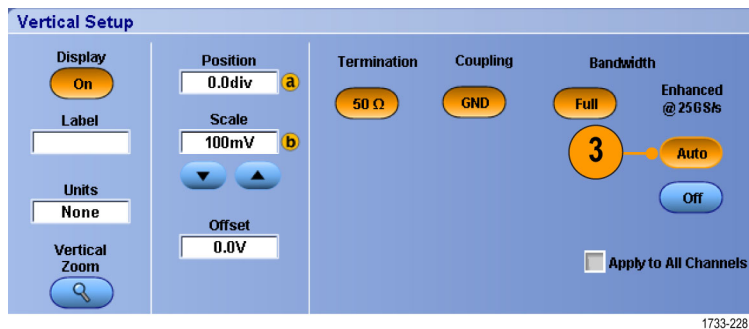 Vertical Setup
Display
On
Label
Units
None
Vertical
Zoom
Position
0.0div
a
Scale
100mV
b
Offset
0.0V
Termination
50 Ω
Coupling
GND
Bandwidth
Full
Enhanced
@ 25GS/s
3
Auto
Off
Apply to All Channels
1733-228